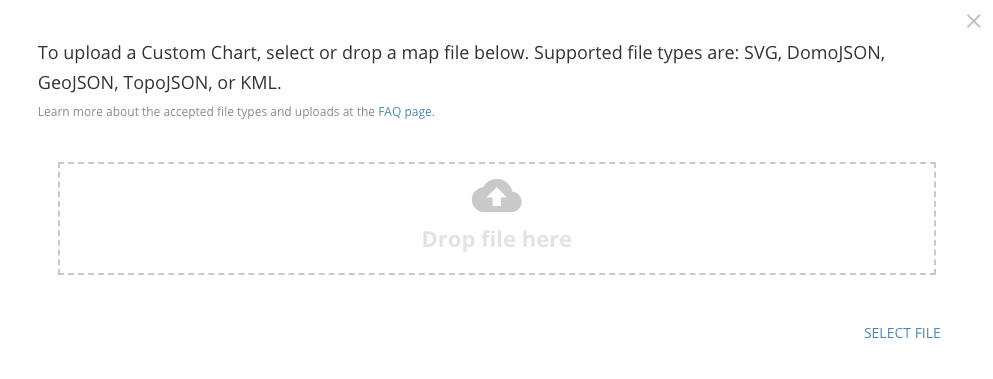 To upload a Custom Chart, select or drop a map file below. Supported file types are: SVG, DomoJSON,
GeoJSON, TopoJSON, or KML.
Learn more about the accepted file types and uploads at the FAQ page.
Drop file here
SELECT FILE